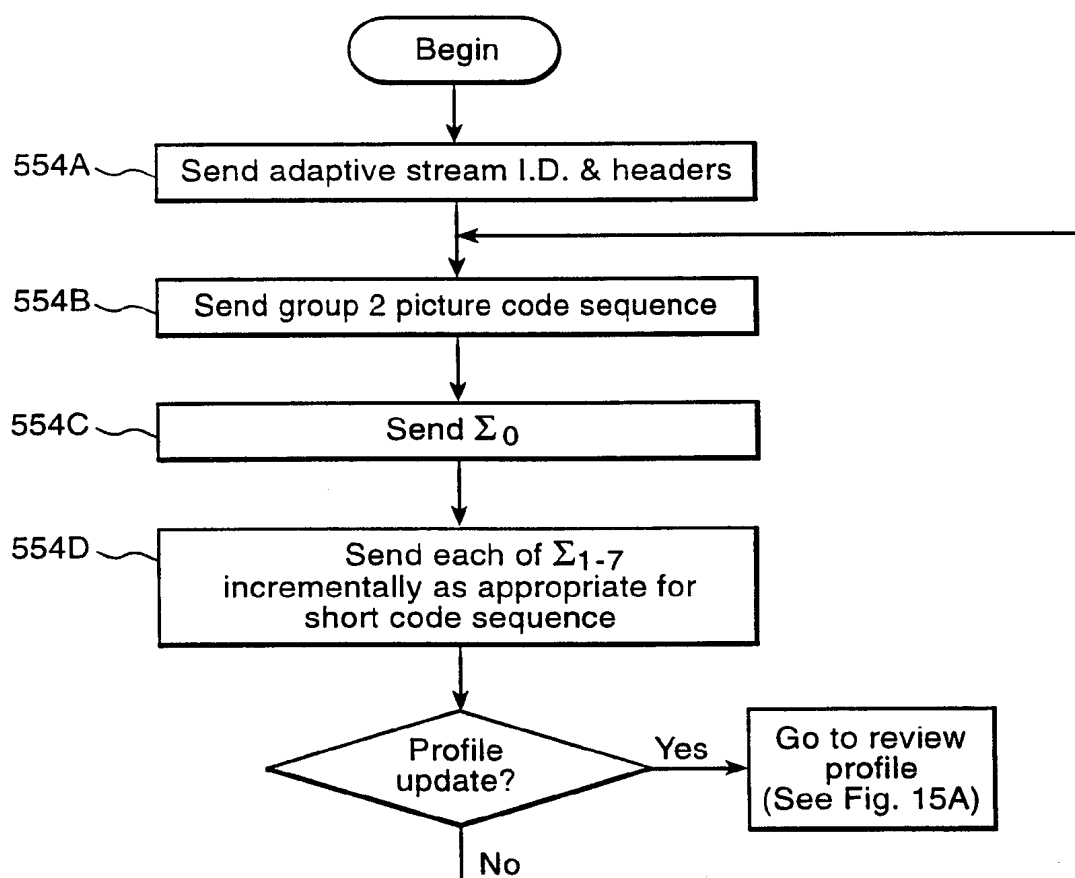 Begin
554A
Send adaptive stream I.D. & headers
554B
Send group 2 picture code sequence
554C
Send Σ0
554D
Send each of Σ1-7
incrementally as appropriate for
short code sequence
Profile
update?
Yes
Go to review
profile
(See Fig. 15A)
No